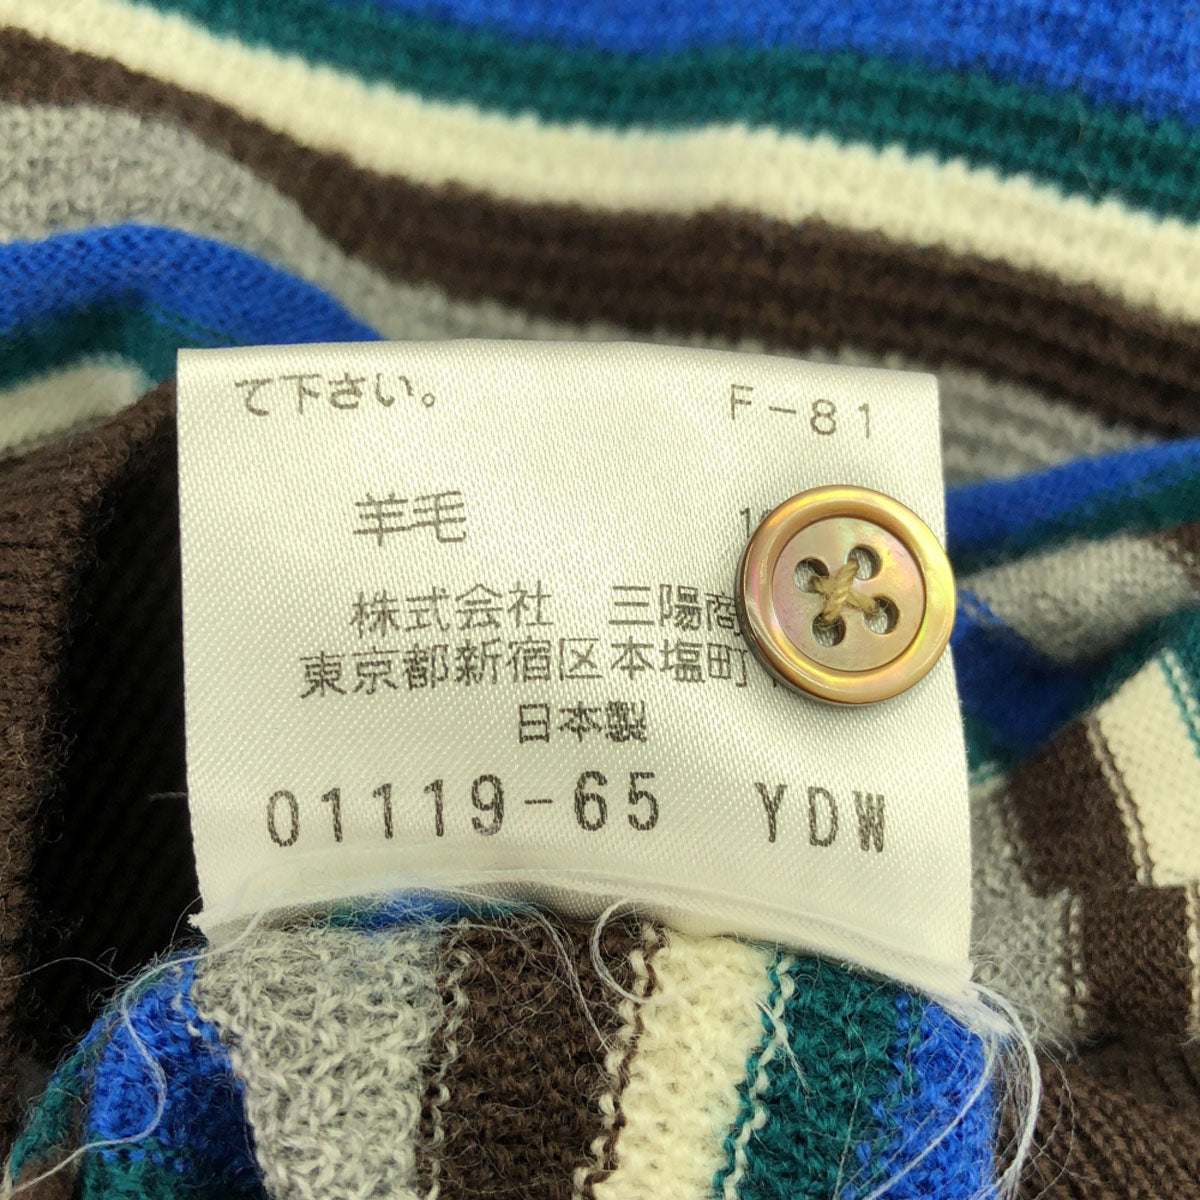 て下さい。 F-81
羊毛
株式会社 三陽商
東京都新宿区本塩町
日本製
01119-65 YDW